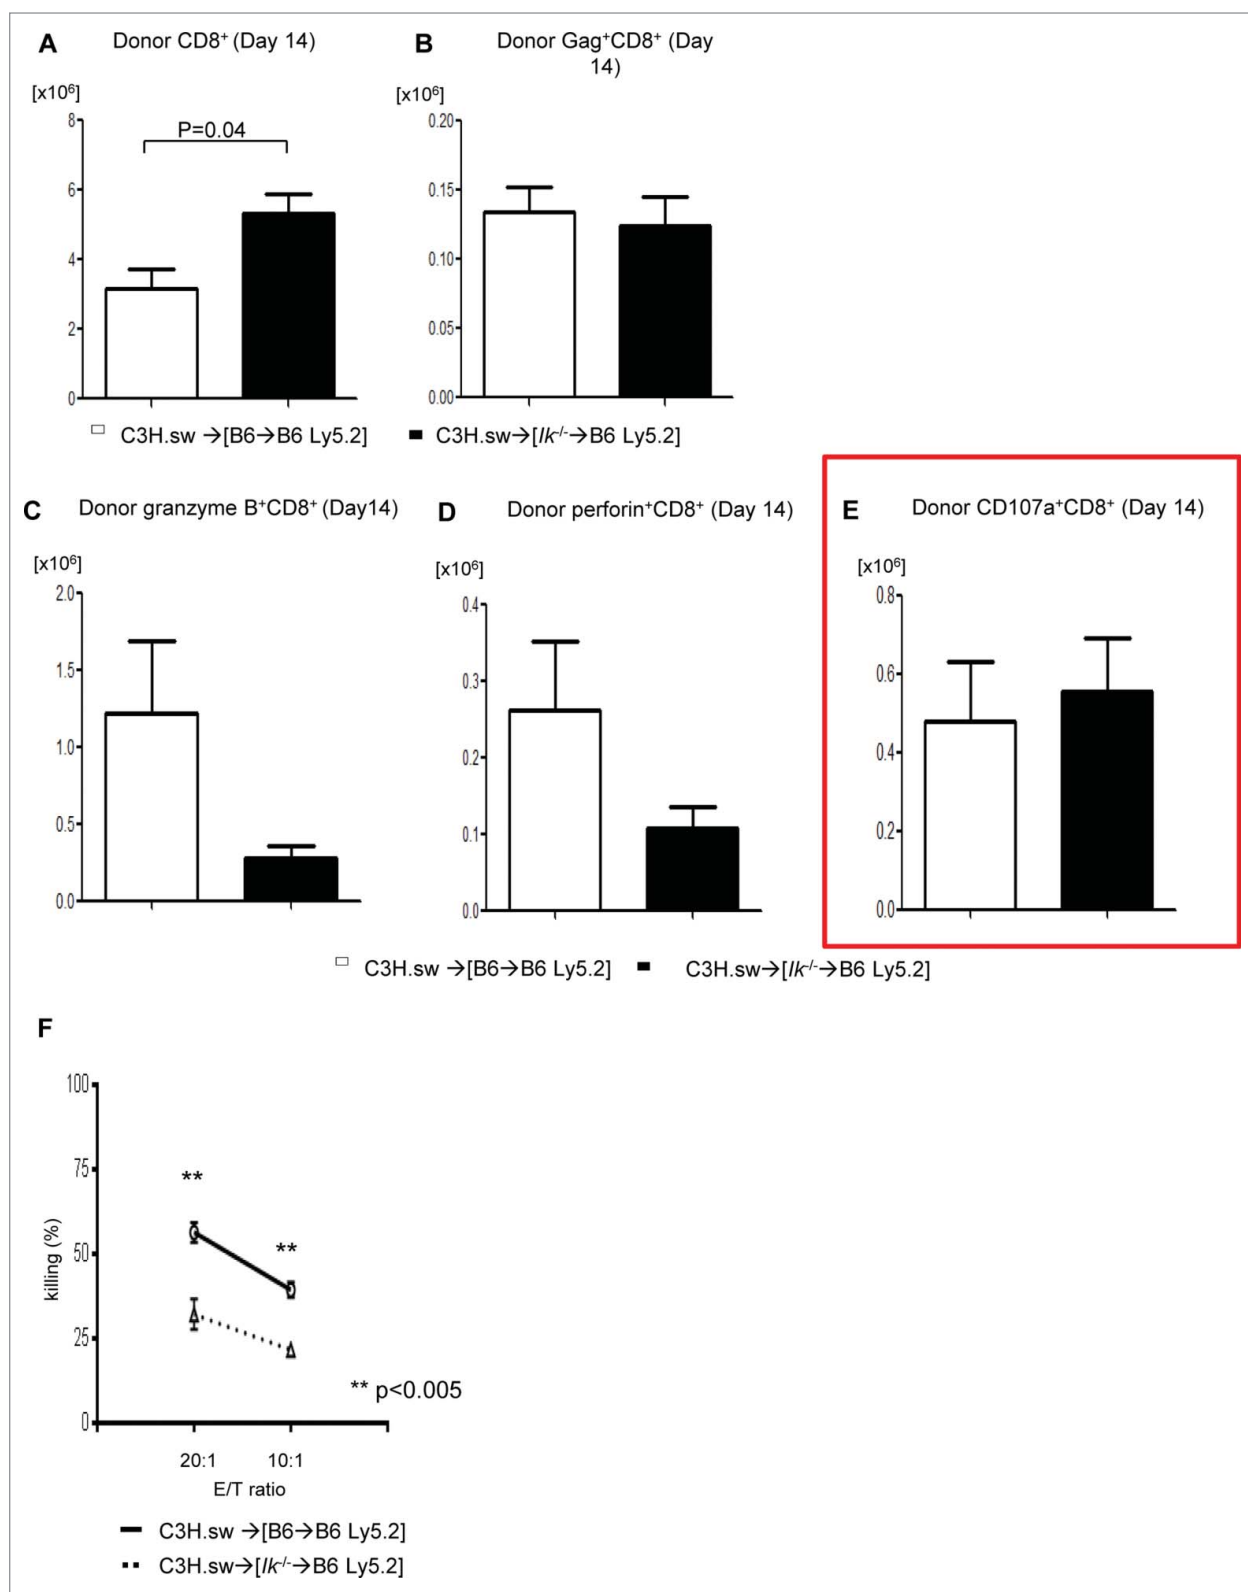 A Donor CD8⁺ (Day 14)
[x10⁶]
8
6
4
2
0
P=0.04
B Donor Gag⁺CD8⁺ (Day
14)
[x10⁶]
0.20
0.15
0.10
0.05
0.00
C3H.sw →[B6→B6 Ly5.2]
C3H.sw→[Ik⁻/⁻→B6 Ly5.2]
C Donor granzyme B⁺CD8⁺ (Day14)
[x10⁶]
2.0
1.5
1.0
0.5
0.0
D Donor perforin⁺CD8⁺ (Day 14)
[x10⁶]
0.4
0.3
0.2
0.1
0.0
E Donor CD107a⁺CD8⁺ (Day 14)
[x10⁶]
0.8
0.6
0.4
0.2
0.0
C3H.sw →[B6→B6 Ly5.2]
C3H.sw→[Ik⁻/⁻→B6 Ly5.2]
F
killing (%)
100
75
50
25
0
**
**
** p<0.005
20:1 10:1
E/T ratio
C3H.sw →[B6→B6 Ly5.2]
C3H.sw→[Ik⁻/⁻→B6 Ly5.2]